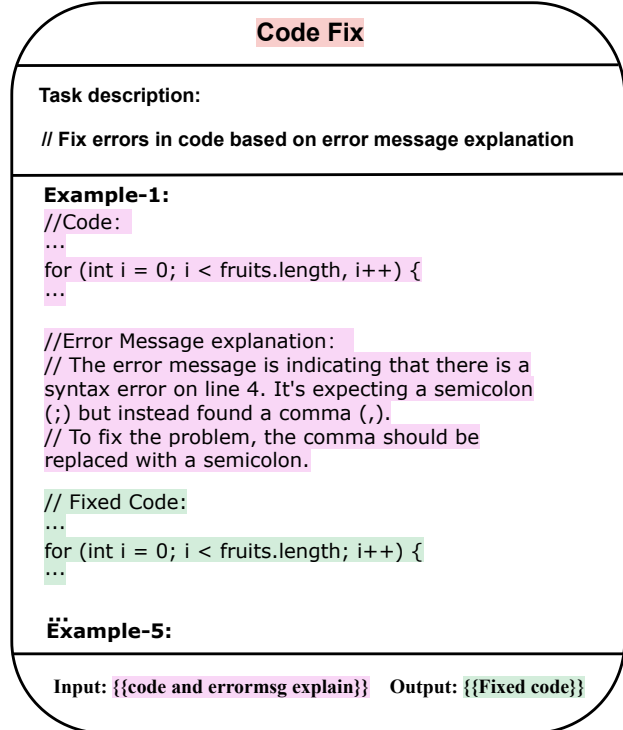 Code Fix
Task description:
// Fix errors in code based on error message explanation
Example-1:
//Code:
...
for (int i = 0; i < fruits.length, i++) {
...
//Error Message explanation:
// The error message is indicating that there is a
syntax error on line 4. It's expecting a semicolon
(;) but instead found a comma (,).
// To fix the problem, the comma should be
replaced with a semicolon.
// Fixed Code:
...
for (int i = 0; i < fruits.length; i++) {
...
...
Example-5:
Input: {{code and errormsg explain}} Output: {{Fixed code}}